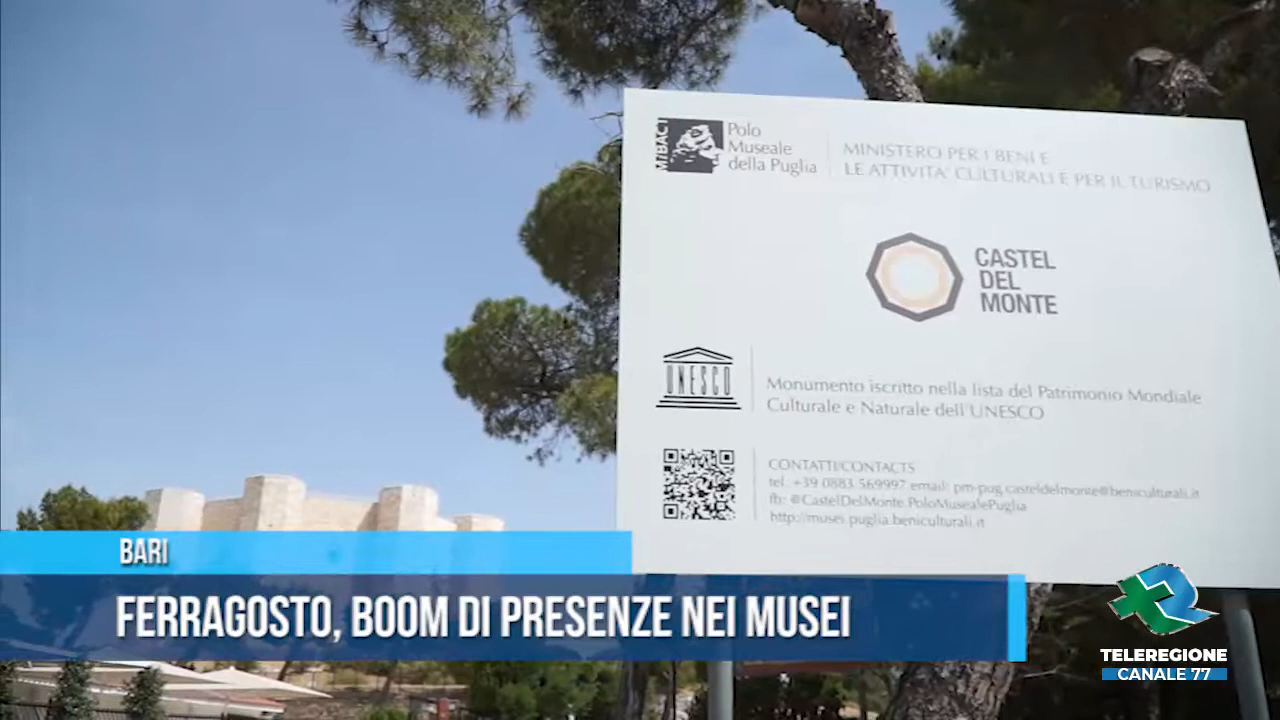 MiBACT
Polo
Museale
della Puglia
MINISTERO PER I BENI E
LE ATTIVITA' CULTURALI E PER IL TURISMO
CASTEL
DEL
MONTE
UNESCO
Monumento iscritto nella lista del Patrimonio Mondiale
Culturale e Naturale dell'UNESCO
CONTATTI/CONTACTS
tel. +39 0883 569997 email: pm-pug.casteldelmonte@beniculturali.it
fb: @CastelDelMonte.PoloMusealePuglia
http://musei.puglia.beniculturali.it
BARI
FERRAGOSTO, BOOM DI PRESENZE NEI MUSEI
TELEREGIONE
CANALE 77